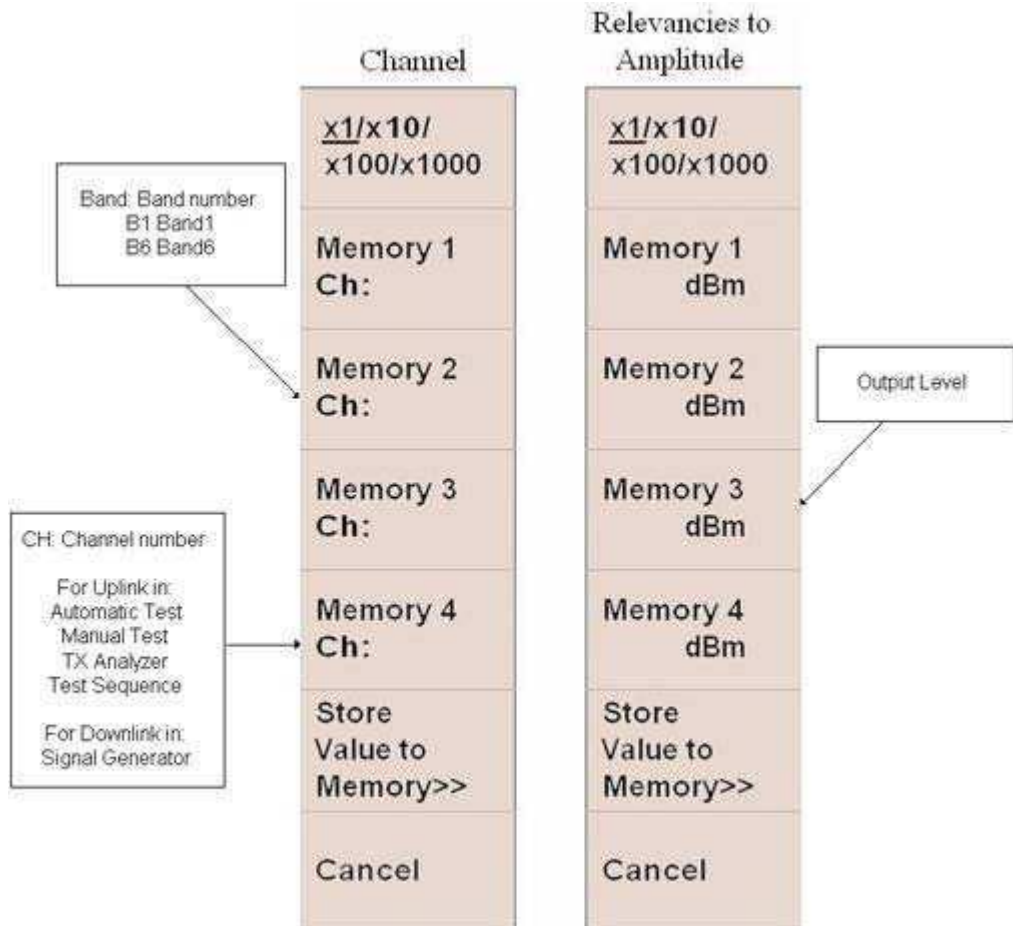 Channel
x1/x10/
x100/x1000
Memory 1
Ch:
Memory 2
Ch:
Memory 3
Ch:
Memory 4
Ch:
Store
Value to
Memory>>
Cancel
Relevancies to
Amplitude
x1/x10/
x100/x1000
Memory 1
dBm
Memory 2
dBm
Memory 3
dBm
Memory 4
dBm
Store
Value to
Memory>>
Cancel
Band: Band number
B1 Band1
B6 Band6
CH: Channel number
For Uplink in:
Automatic Test
Manual Test
TX Analyzer
Test Sequence
For Downlink in:
Signal Generator
Output Level